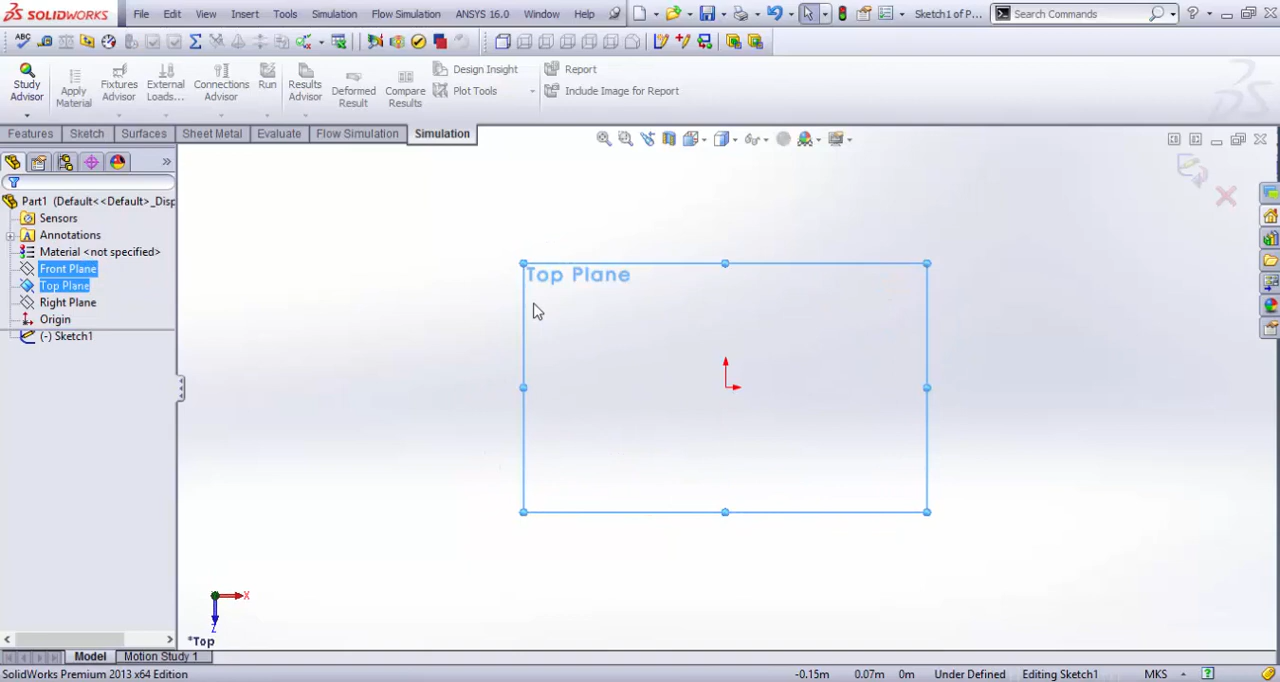 SOLIDWORKS File Edit View Insert Tools Simulation Flow Simulation ANSYS 16.0 Window Help Sketch1 of P... Search Commands
Study Advisor
Apply Material
Fixtures Advisor
External Loads...
Connections Advisor
Run
Results Advisor
Deformed Result
Compare Results
Design Insight
Plot Tools
Report
Include Image for Report
Features Sketch Surfaces Sheet Metal Evaluate Flow Simulation Simulation
Part1 (Default<<Default>_Disp
Sensors
Annotations
Material <not specified>
Front Plane
Top Plane
Right Plane
Origin
(-) Sketch1
Top Plane
X
Z
*Top
Model Motion Study 1
SolidWorks Premium 2013 x64 Edition -0.15m 0.07m 0m Under Defined Editing Sketch1 MKS